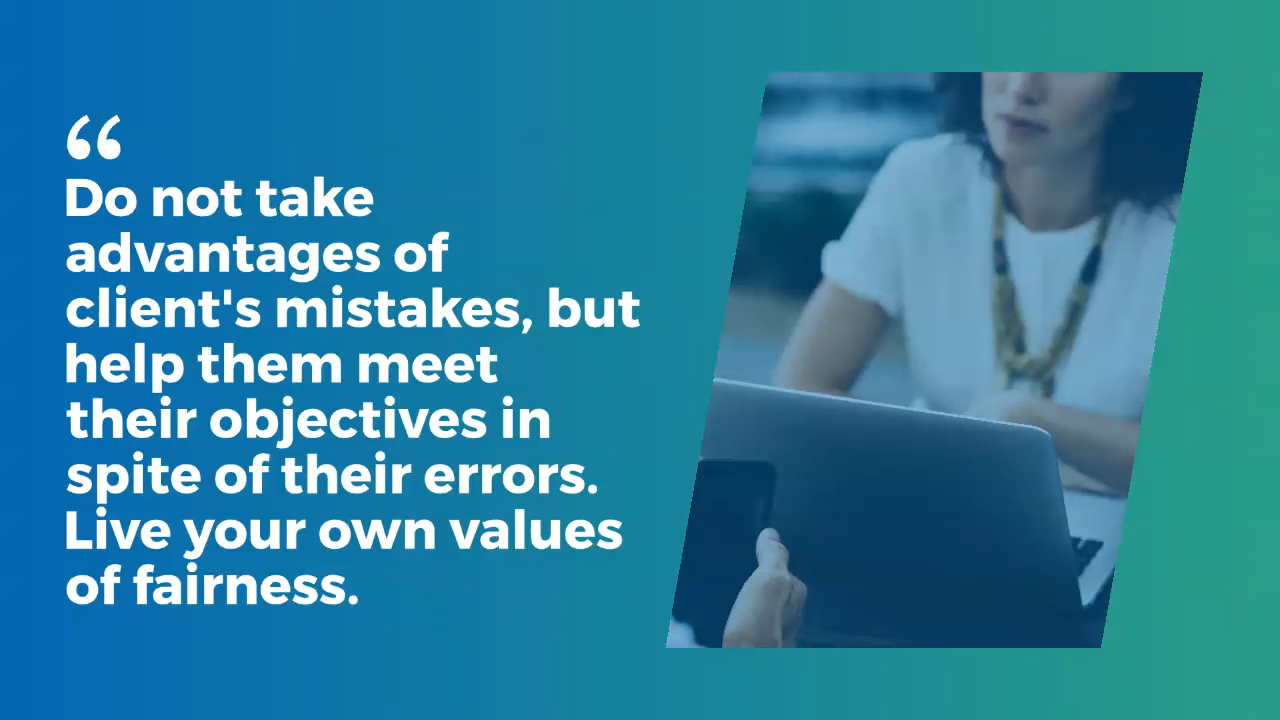 “
Do not take
advantages of
client's mistakes, but
help them meet
their objectives in
spite of their errors.
Live your own values
of fairness.